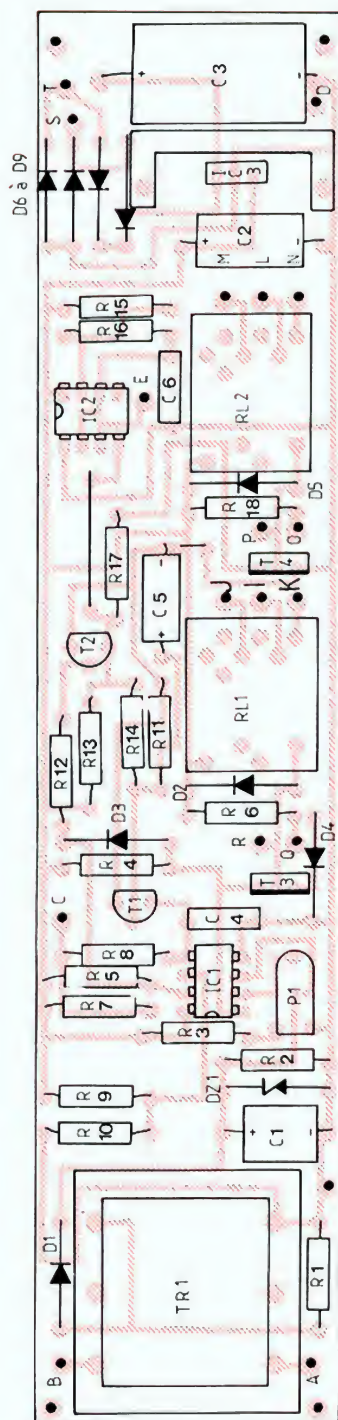 D6 à D9
B
D1
TR1
A
R1
R10
R9
+
C1
-
DZ1
R2
R3
R7
R5
R8
IC1
P1
C
T1
R4
D3
C4
T3
R
Q
D4
R6
D2
R12
R13
R14
R11
T2
R17
+ C5 -
RL1
J
I
K
T4
P
O
R18
D5
IC2
E
C6
R16
R15
RL2
S
T
+
C2
-
M
L
N
IC3
+
C3
-
D